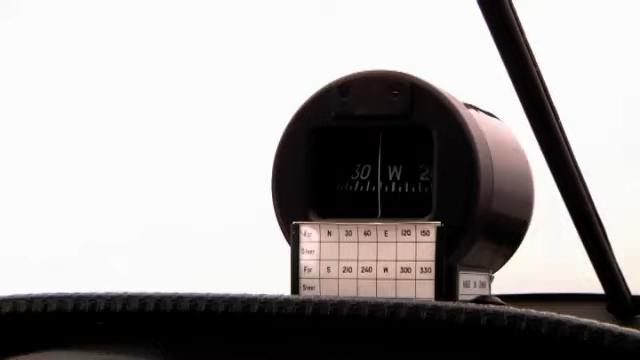 30 W 2
For N 30 60 E 120 150
Steer
For S 210 240 W 300 330
Steer